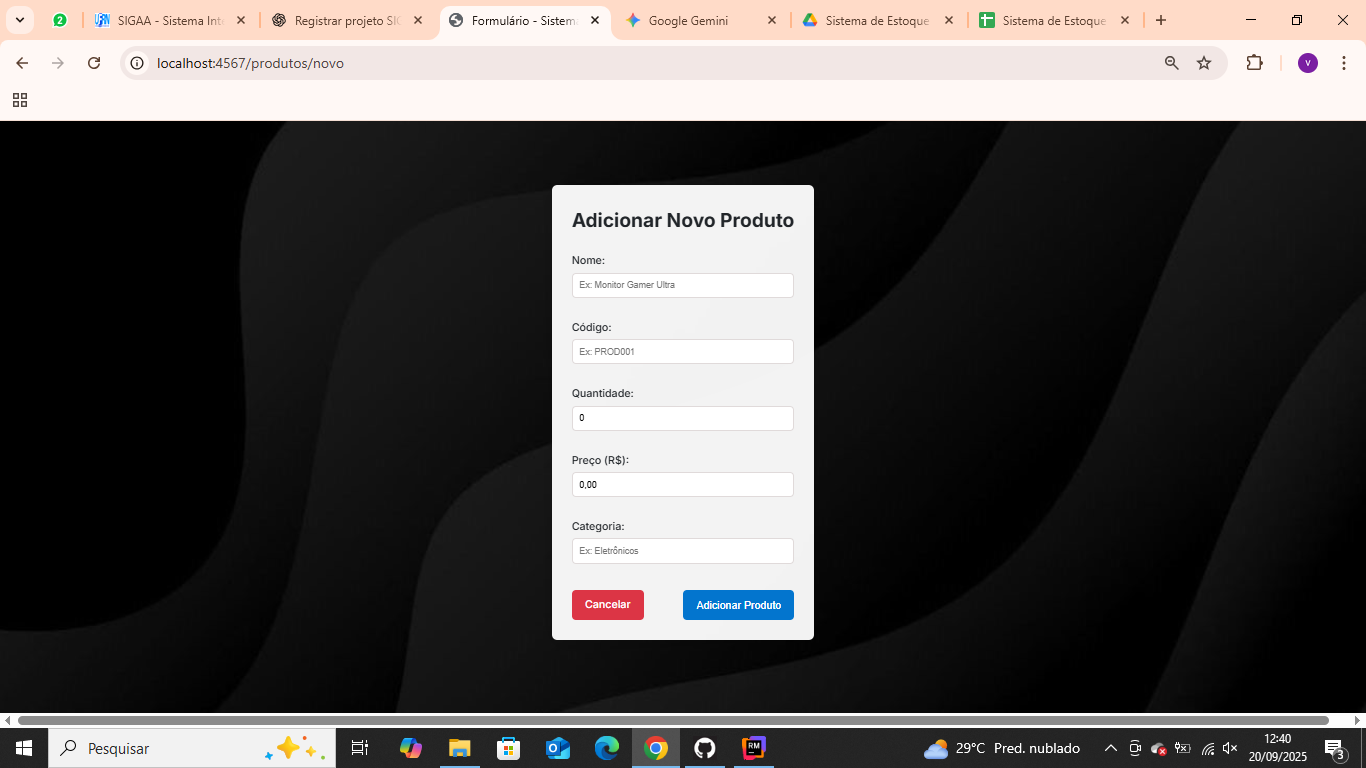 2
SIGAA - Sistema Inte
Registrar projeto SIG
Formulário - Sistema
Google Gemini
Sistema de Estoque
Sistema de Estoque
localhost:4567/produtos/novo
V
Adicionar Novo Produto
Nome:
Ex: Monitor Gamer Ultra
Código:
Ex: PROD001
Quantidade:
0
Preço (R$):
0,00
Categoria:
Ex: Eletrônicos
Cancelar
Adicionar Produto
Pesquisar
RM
29°C Pred. nublado
12:40
20/09/2025
3